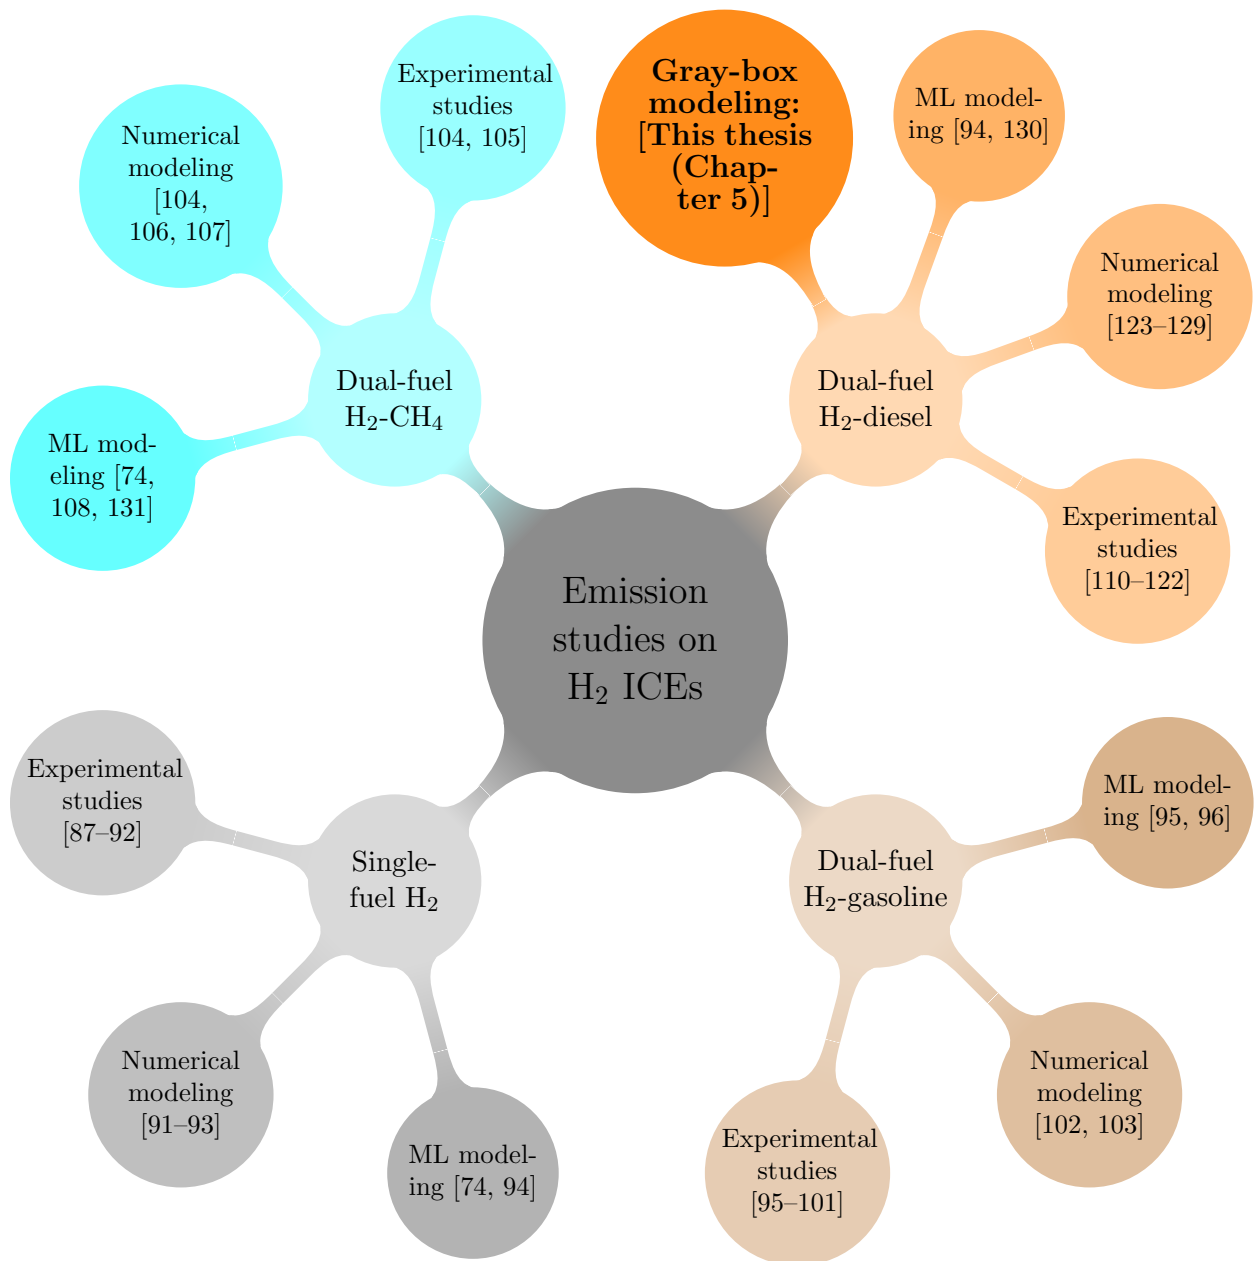 Emission
studies on
H₂ ICEs
Dual-fuel
H₂-CH₄
Experimental
studies
[104, 105]
Numerical
modeling
[104,
106, 107]
ML mod-
eling [74,
108, 131]
Dual-fuel
H₂-diesel
Gray-box
modeling:
[This thesis
(Chap-
ter 5)]
ML model-
ing [94, 130]
Numerical
modeling
[123–129]
Experimental
studies
[110–122]
Single-
fuel H₂
Experimental
studies
[87–92]
Numerical
modeling
[91–93]
ML model-
ing [74, 94]
Dual-fuel
H₂-gasoline
ML model-
ing [95, 96]
Numerical
modeling
[102, 103]
Experimental
studies
[95–101]